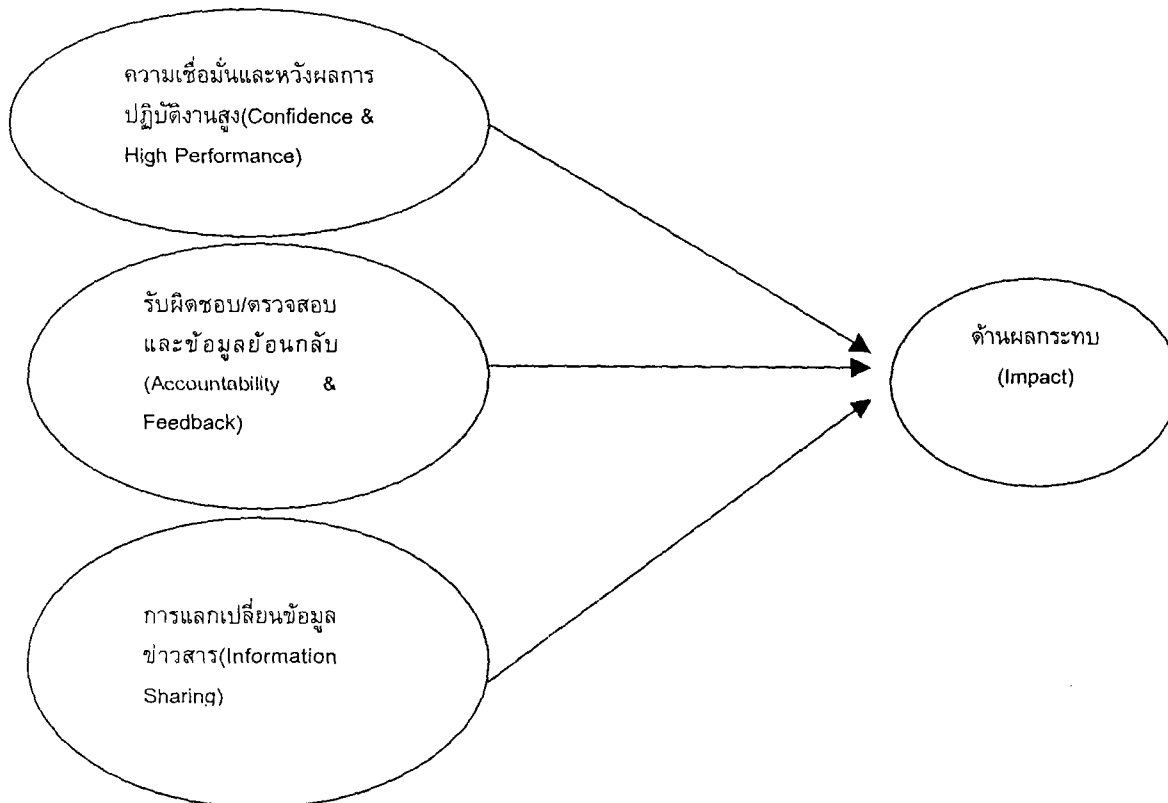 ความเชื่อมั่นและหวังผลการ
ปฏิบัติงานสูง(Confidence &
High Performance)
รับผิดชอบ/ตรวจสอบ
และข้อมูลย้อนกลับ
(Accountability &
Feedback)
การแลกเปลี่ยนข้อมูล
ข่าวสาร(Information
Sharing)
ด้านผลกระทบ
(Impact)